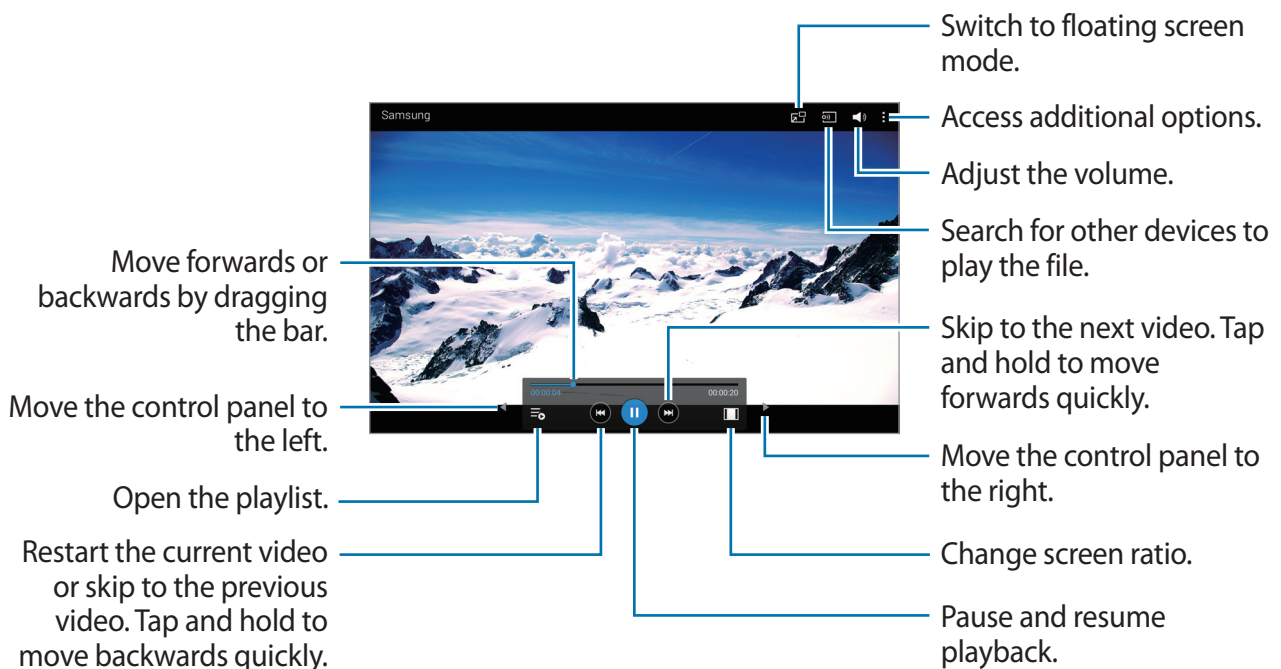 Switch to floating screen
mode.
Samsung
Access additional options.
Adjust the volume.
Search for other devices to
play the file.
Move forwards or
backwards by dragging
the bar.
Skip to the next video. Tap
and hold to move
forwards quickly.
00:00:04
00:00:20
Move the control panel to
the left.
Move the control panel to
the right.
Open the playlist.
Restart the current video
or skip to the previous
video. Tap and hold to
move backwards quickly.
Change screen ratio.
Pause and resume
playback.